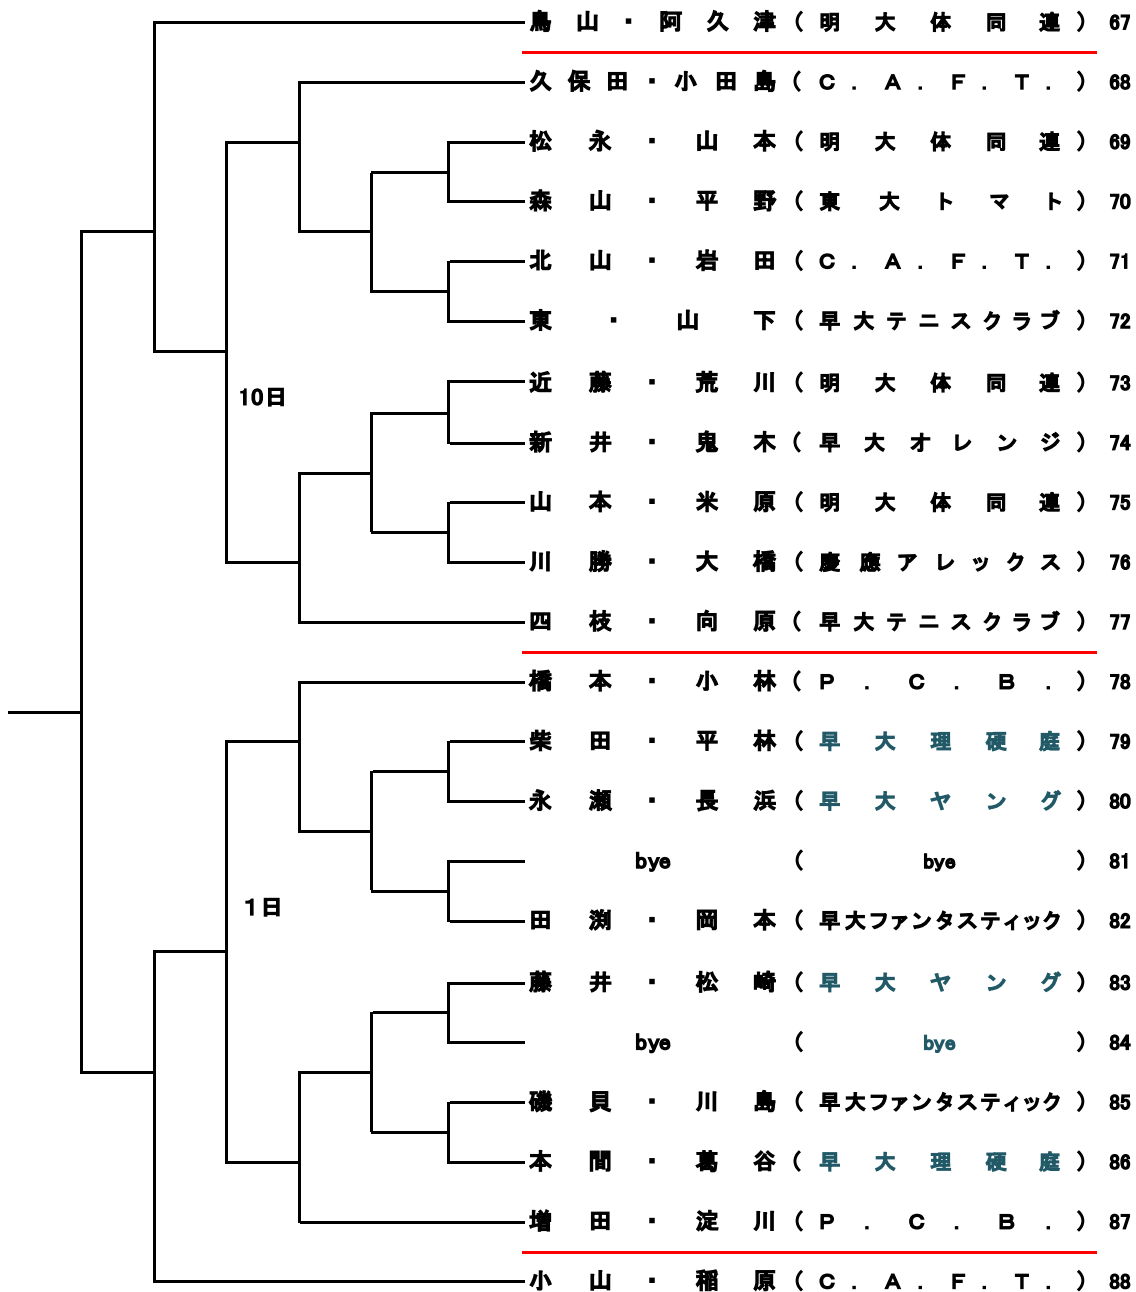 鳥山・阿久津（明大体同連）67
久保田・小田島（C.A.F.T.）68
松永・山本（明大体同連）69
森山・平野（東大トマト）70
北山・岩田（C.A.F.T.）71
東・山下（早大テニスクラブ）72
近藤・荒川（明大体同連）73
10日
新井・鬼木（早大オレンジ）74
山本・米原（明大体同連）75
川勝・大橋（慶應アレックス）76
四枝・向原（早大テニスクラブ）77
橋本・小林（P.C.B.）78
柴田・平林（早大理硬庭）79
永瀬・長浜（早大ヤング）80
bye（bye）81
1日
田渕・岡本（早大ファンタスティック）82
藤井・松崎（早大ヤング）83
bye（bye）84
磯貝・川島（早大ファンタスティック）85
本間・葛谷（早大理硬庭）86
増田・淀川（P.C.B.）87
小山・稲原（C.A.F.T.）88